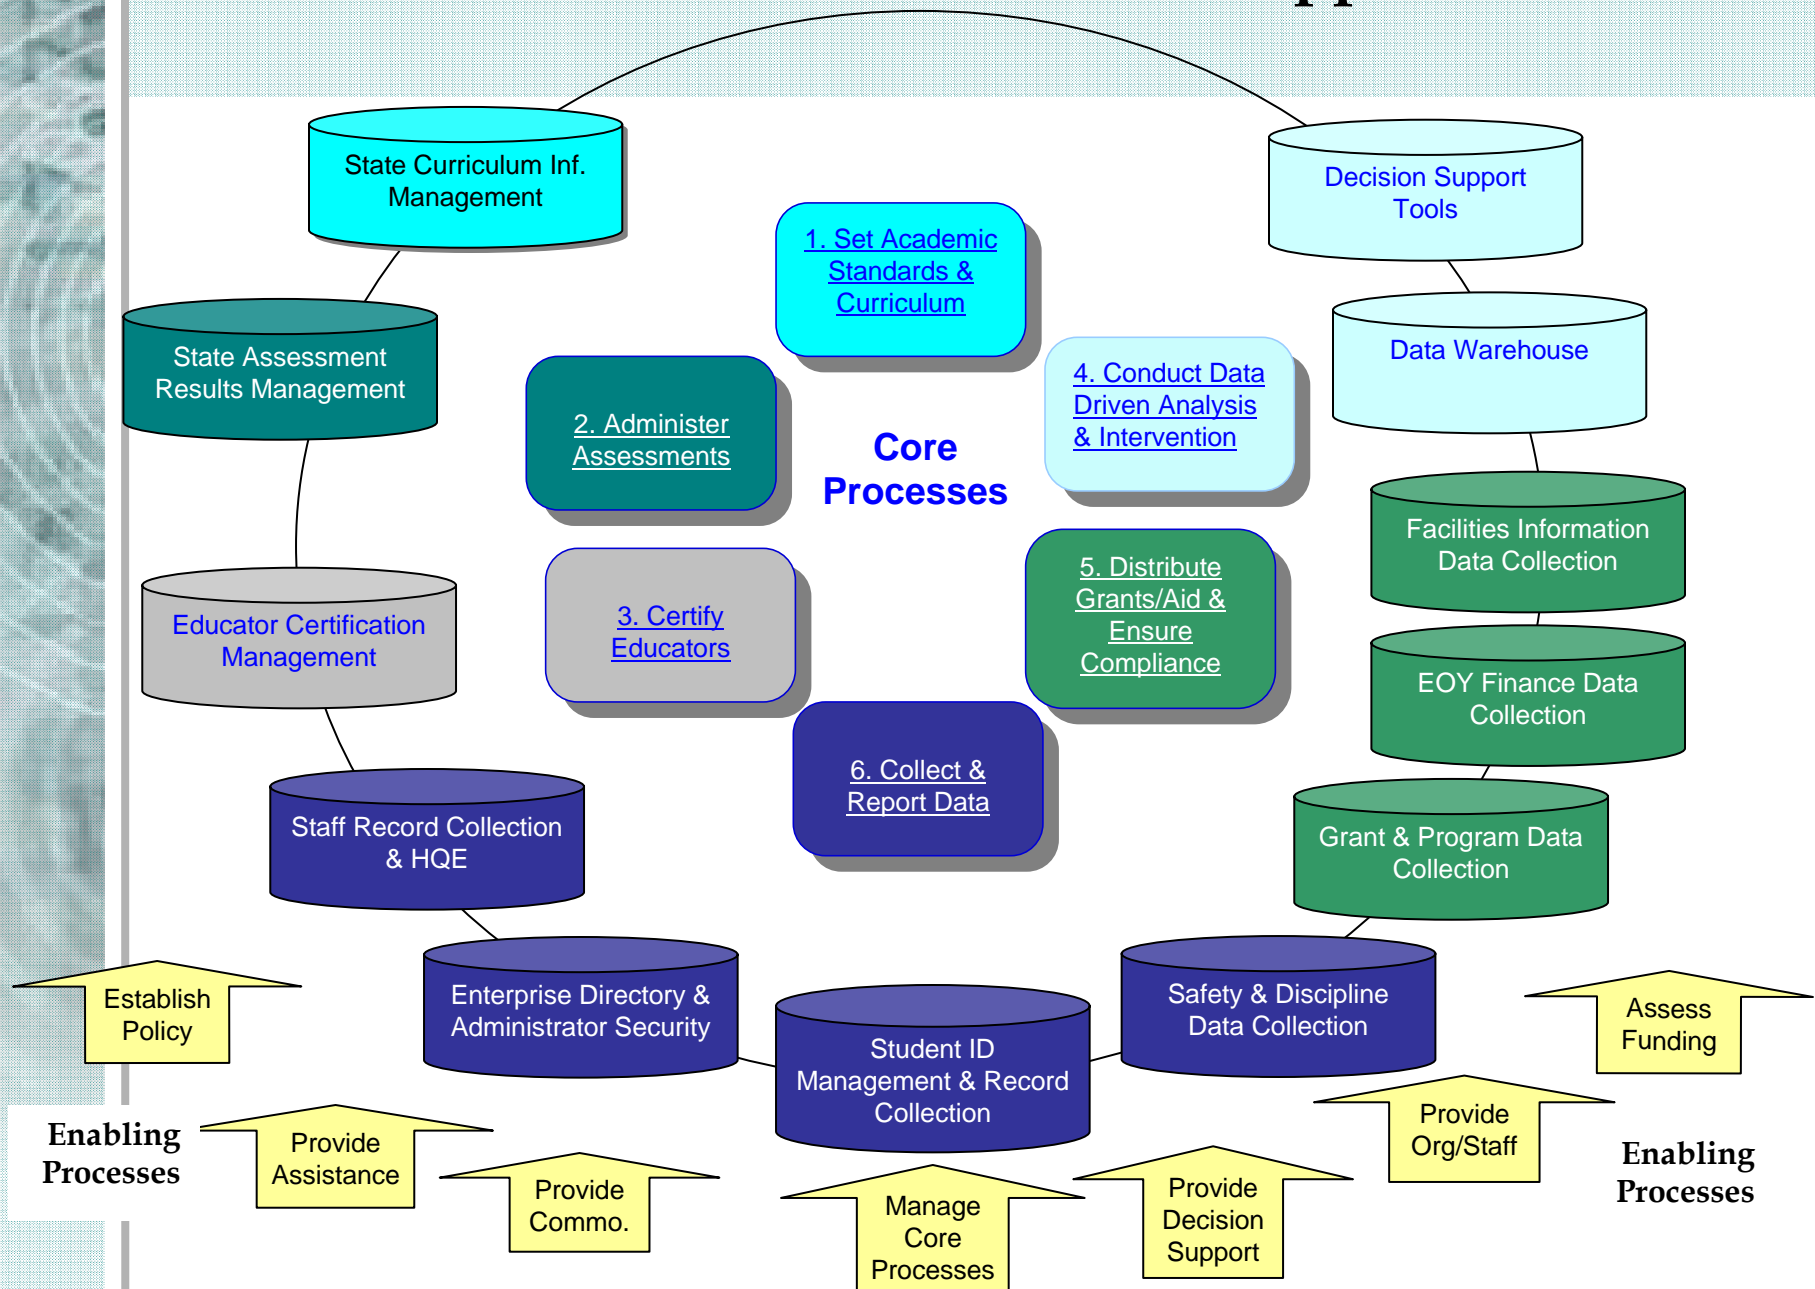 State Curriculum Inf.
Management
Decision Support
Tools
1. Set Academic
Standards &
Curriculum
State Assessment
Results Management
Data Warehouse
4. Conduct Data
Driven Analysis
& Intervention
2. Administer
Assessments
Core
Processes
Facilities Information
Data Collection
5. Distribute
Grants/Aid &
Ensure
Compliance
3. Certify
Educators
Educator Certification
Management
EOY Finance Data
Collection
6. Collect &
Report Data
Staff Record Collection
& HQE
Grant & Program Data
Collection
Establish
Policy
Enterprise Directory &
Administrator Security
Student ID
Management & Record
Collection
Safety & Discipline
Data Collection
Assess
Funding
Enabling
Processes
Provide
Assistance
Provide
Commo.
Manage
Core
Processes
Provide
Decision
Support
Provide
Org/Staff
Enabling
Processes